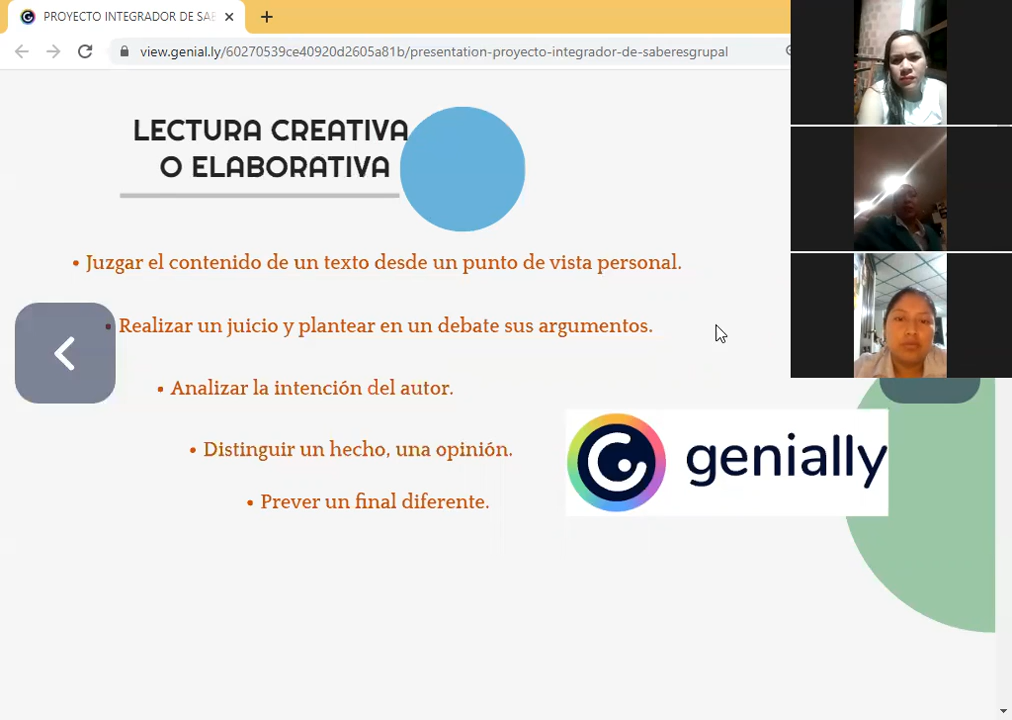 PROYECTO INTEGRADOR DE SA
view.genial.ly/60270539ce40920d2605a81b/presentation-proyecto-integrador-de-saberesgrupal
LECTURA CREATIVA
O ELABORATIVA
• Juzgar el contenido de un texto desde un punto de vista personal.
• Realizar un juicio y plantear en un debate sus argumentos.
• Analizar la intención del autor.
• Distinguir un hecho, una opinión.
• Prever un final diferente.
genially